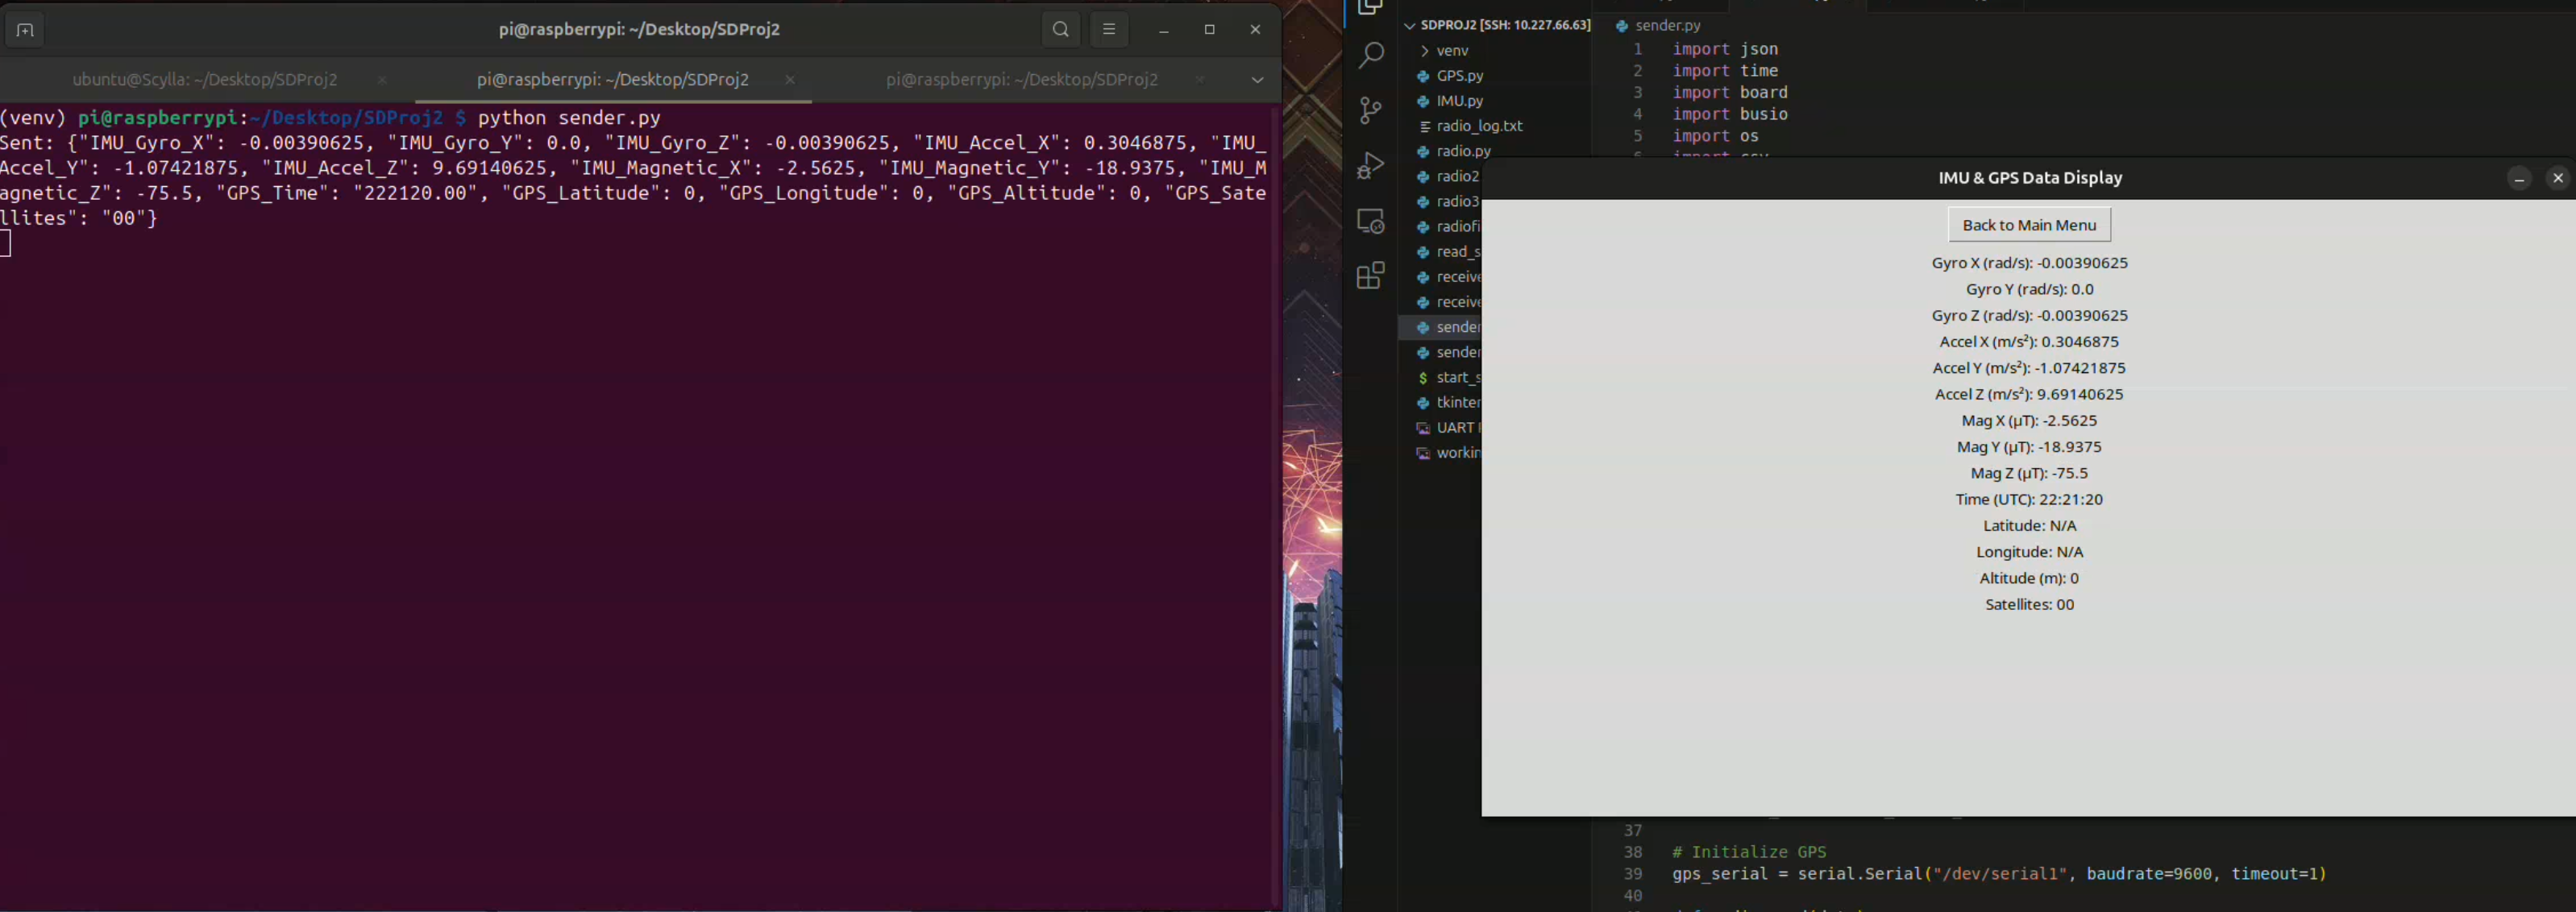 pi@raspberrypi: ~/Desktop/SDProj2
ubuntu@Scylla: ~/Desktop/SDProj2
pi@raspberrypi: ~/Desktop/SDProj2
pi@raspberrypi: ~/Desktop/SDProj2
(venv) pi@raspberrypi:~/Desktop/SDProj2 $ python sender.py
Sent: {"IMU_Gyro_X": -0.00390625, "IMU_Gyro_Y": 0.0, "IMU_Gyro_Z": -0.00390625, "IMU_Accel_X": 0.3046875, "IMU_
Accel_Y": -1.07421875, "IMU_Accel_Z": 9.69140625, "IMU_Magnetic_X": -2.5625, "IMU_Magnetic_Y": -18.9375, "IMU_M
agnetic_Z": -75.5, "GPS_Time": "222120.00", "GPS_Latitude": 0, "GPS_Longitude": 0, "GPS_Altitude": 0, "GPS_Sate
llites": "00"}
SDPROJ2 [SSH: 10.227.66.63]
venv
GPS.py
IMU.py
radio_log.txt
radio.py
radio2
radio3
radiofi
read_s
receive
receive
sender
sender
start_s
tkinter
UART
workin
sender.py
1 import json
2 import time
3 import board
4 import busio
5 import os
IMU & GPS Data Display
Back to Main Menu
Gyro X (rad/s): -0.00390625
Gyro Y (rad/s): 0.0
Gyro Z (rad/s): -0.00390625
Accel X (m/s²): 0.3046875
Accel Y (m/s²): -1.07421875
Accel Z (m/s²): 9.69140625
Mag X (μT): -2.5625
Mag Y (μT): -18.9375
Mag Z (μT): -75.5
Time (UTC): 22:21:20
Latitude: N/A
Longitude: N/A
Altitude (m): 0
Satellites: 00
37
38 # Initialize GPS
39 gps_serial = serial.Serial("/dev/serial1", baudrate=9600, timeout=1)
40